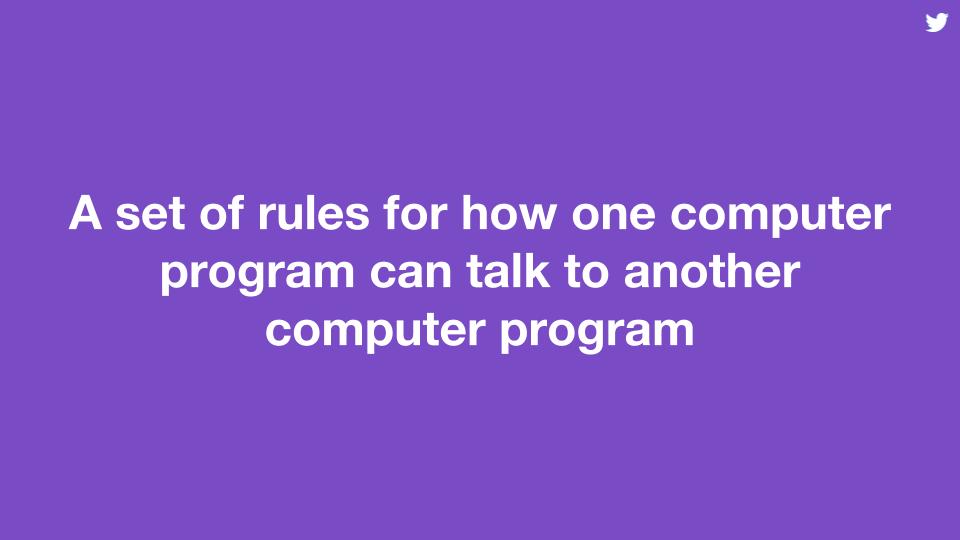 A set of rules for how one computer
program can talk to another
computer program